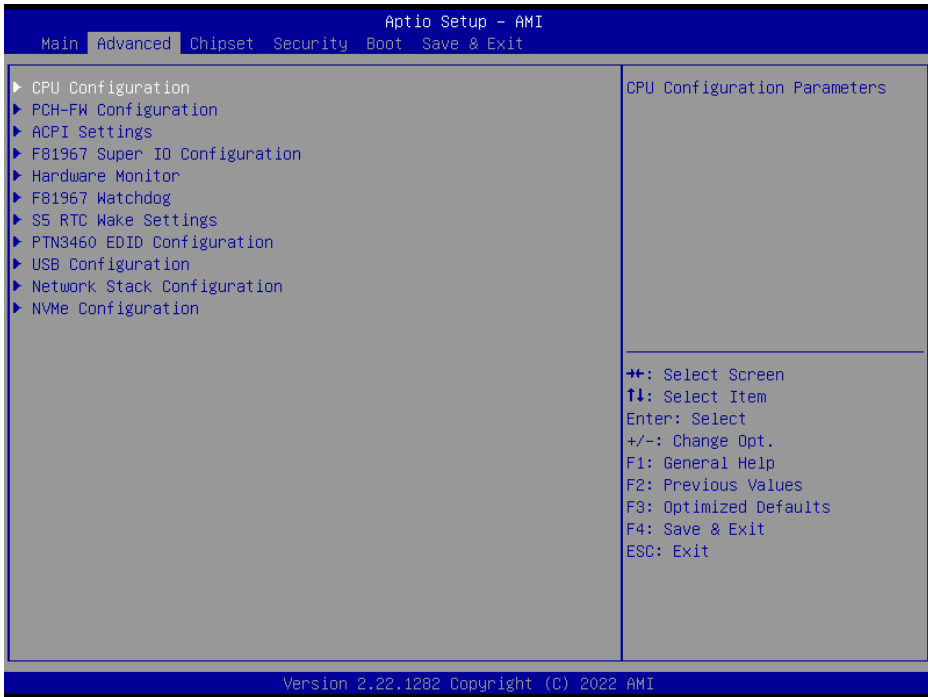 Aptio Setup – AMI
Main Advanced Chipset Security Boot Save & Exit
▶ CPU Configuration
▶ PCH-FW Configuration
▶ ACPI Settings
▶ F81967 Super IO Configuration
▶ Hardware Monitor
▶ F81967 Watchdog
▶ S5 RTC Wake Settings
▶ PTN3460 EDID Configuration
▶ USB Configuration
▶ Network Stack Configuration
▶ NVMe Configuration
CPU Configuration Parameters
→←: Select Screen
↑↓: Select Item
Enter: Select
+/-: Change Opt.
F1: General Help
F2: Previous Values
F3: Optimized Defaults
F4: Save & Exit
ESC: Exit
Version 2.22.1282 Copyright (C) 2022 AMI